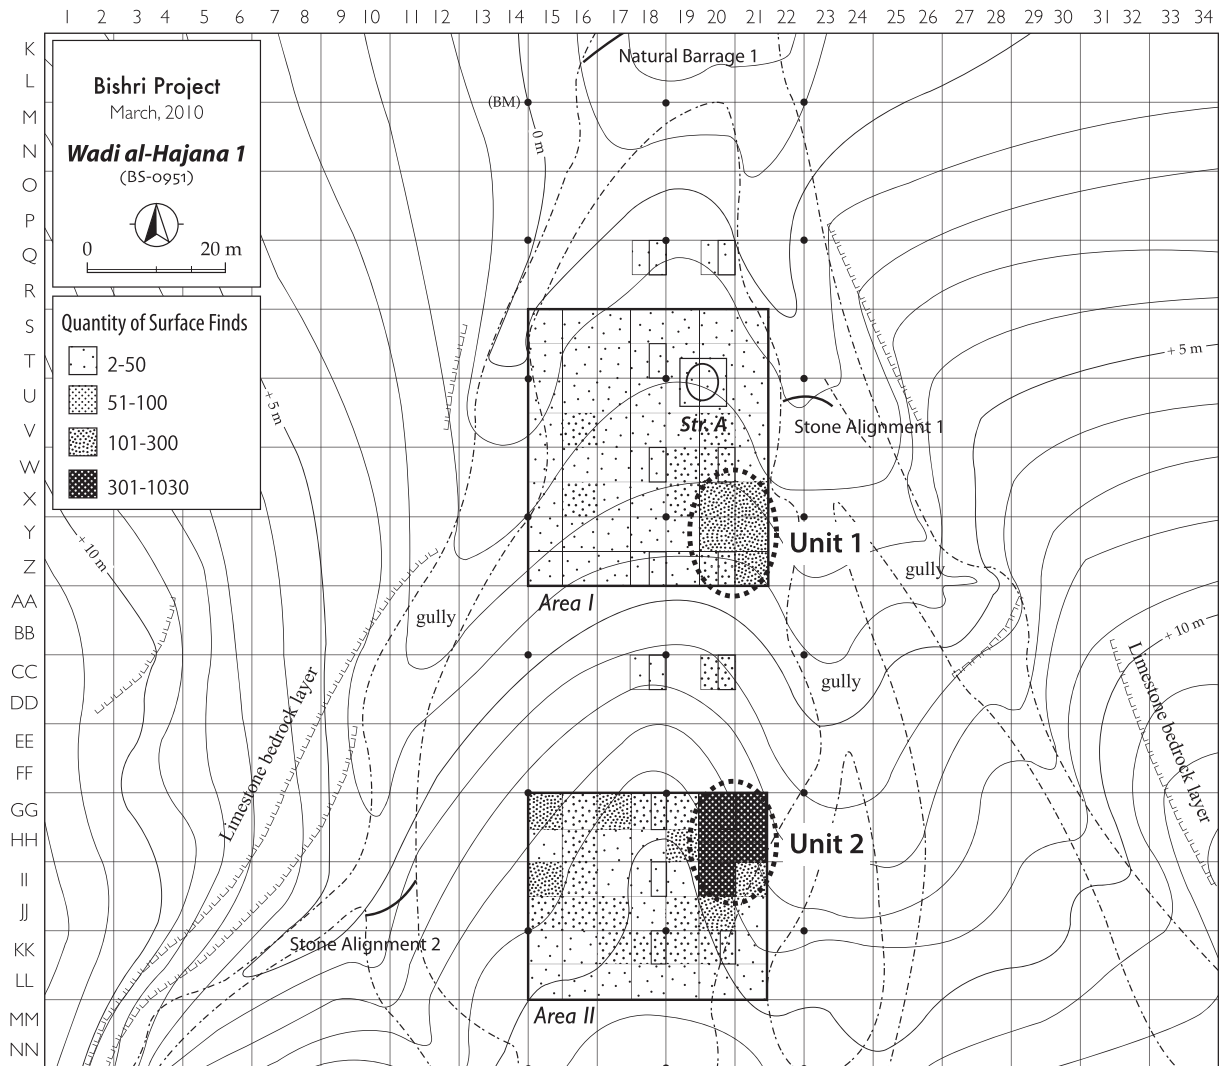 1 2 3 4 5 6 7 8 9 10 11 12 13 14 15 16 17 18 19 20 21 22 23 24 25 26 27 28 29 30 31 32 33 34
K
L
M
N
O
P
Q
R
S
T
U
V
W
X
Y
Z
AA
BB
CC
DD
EE
FF
GG
HH
II
JJ
KK
LL
MM
NN
Bishri Project
March, 2010
Wadi al-Hajana 1
(BS-0951)
0 20 m
Quantity of Surface Finds
2-50
51-100
101-300
301-1030
Natural Barrage 1
(BM)
0 m
+5 m
+5 m
Str. A
Stone Alignment 1
Unit 1
+10 m
gully
Area I
gully
+10 m
gully
Limestone bedrock layer
Limestone bedrock layer
Unit 2
Stone Alignment 2
Area II